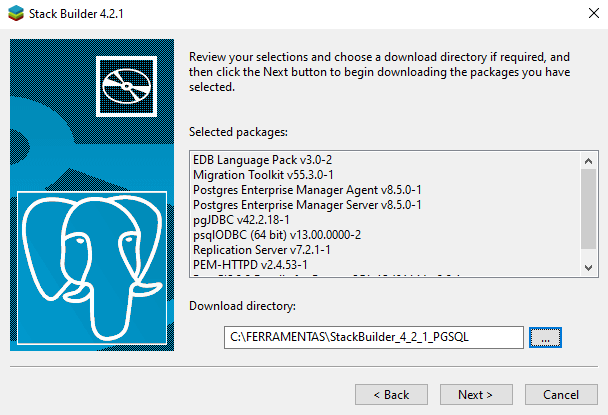 Stack Builder 4.2.1
Review your selections and choose a download directory if required, and
then click the Next button to begin downloading the packages you have
selected.
Selected packages:
EDB Language Pack v3.0-2
Migration Toolkit v55.3.0-1
Postgres Enterprise Manager Agent v8.5.0-1
Postgres Enterprise Manager Server v8.5.0-1
pgJDBC v42.2.18-1
psqlODBC (64 bit) v13.00.0000-2
Replication Server v7.2.1-1
PEM-HTTPD v2.4.53-1
Download directory:
C:\FERRAMENTAS\StackBuilder_4_2_1_PGSQL
...
< Back
Next >
Cancel